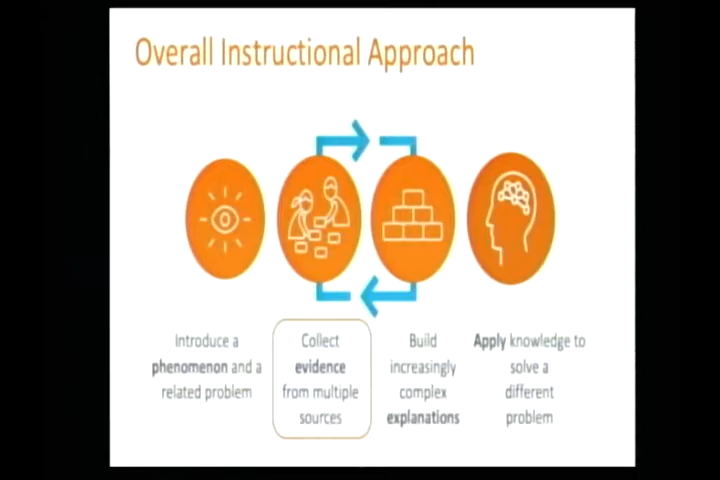 Overall Instructional Approach
Introduce a
phenomenon and a
related problem
Collect
evidence
from multiple
sources
Build
increasingly
complex
explanations
Apply knowledge to
solve a
different
problem